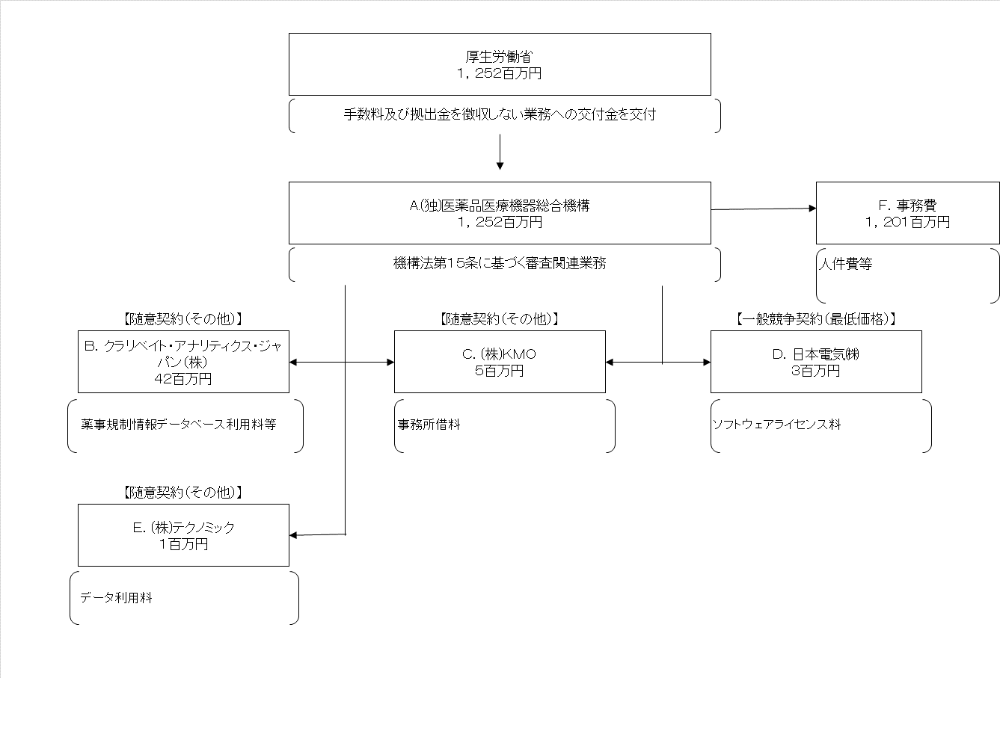 厚生労働省
１，２５２百万円
手数料及び拠出金を徴収しない業務への交付金を交付
A.(独)医薬品医療機器総合機構
１，２５２百万円
Ｆ．事務費
１，２０１百万円
機構法第１５条に基づく審査関連業務
人件費等
【随意契約（その他）】
【随意契約（その他）】
【一般競争契約（最低価格）】
Ｂ．クラリベイト・アナリティクス・ジャ
パン（株）
４２百万円
Ｃ．（株）ＫＭＯ
５百万円
Ｄ．日本電気㈱
３百万円
薬事規制情報データベース利用料等
事務所借料
ソフトウェアライセンス料
【随意契約（その他）】
Ｅ．（株）テクノミック
１百万円
データ利用料